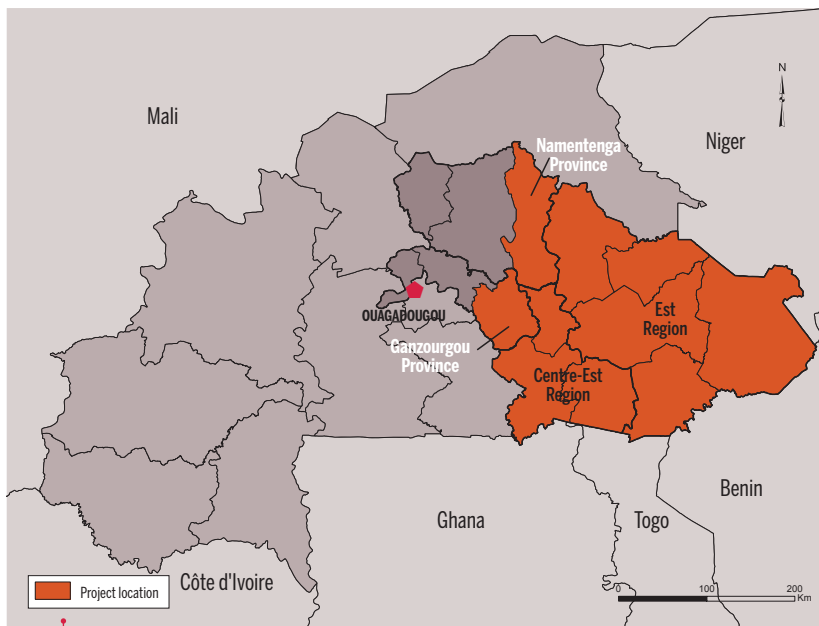 N
Mali
Niger
Namentenga
Province
OUAGADOUGOU
Est
Region
Ganzourgou
Province
Centre-Est
Region
Benin
Ghana
Togo
Côte d'Ivoire
Project location
0 100 200
Km